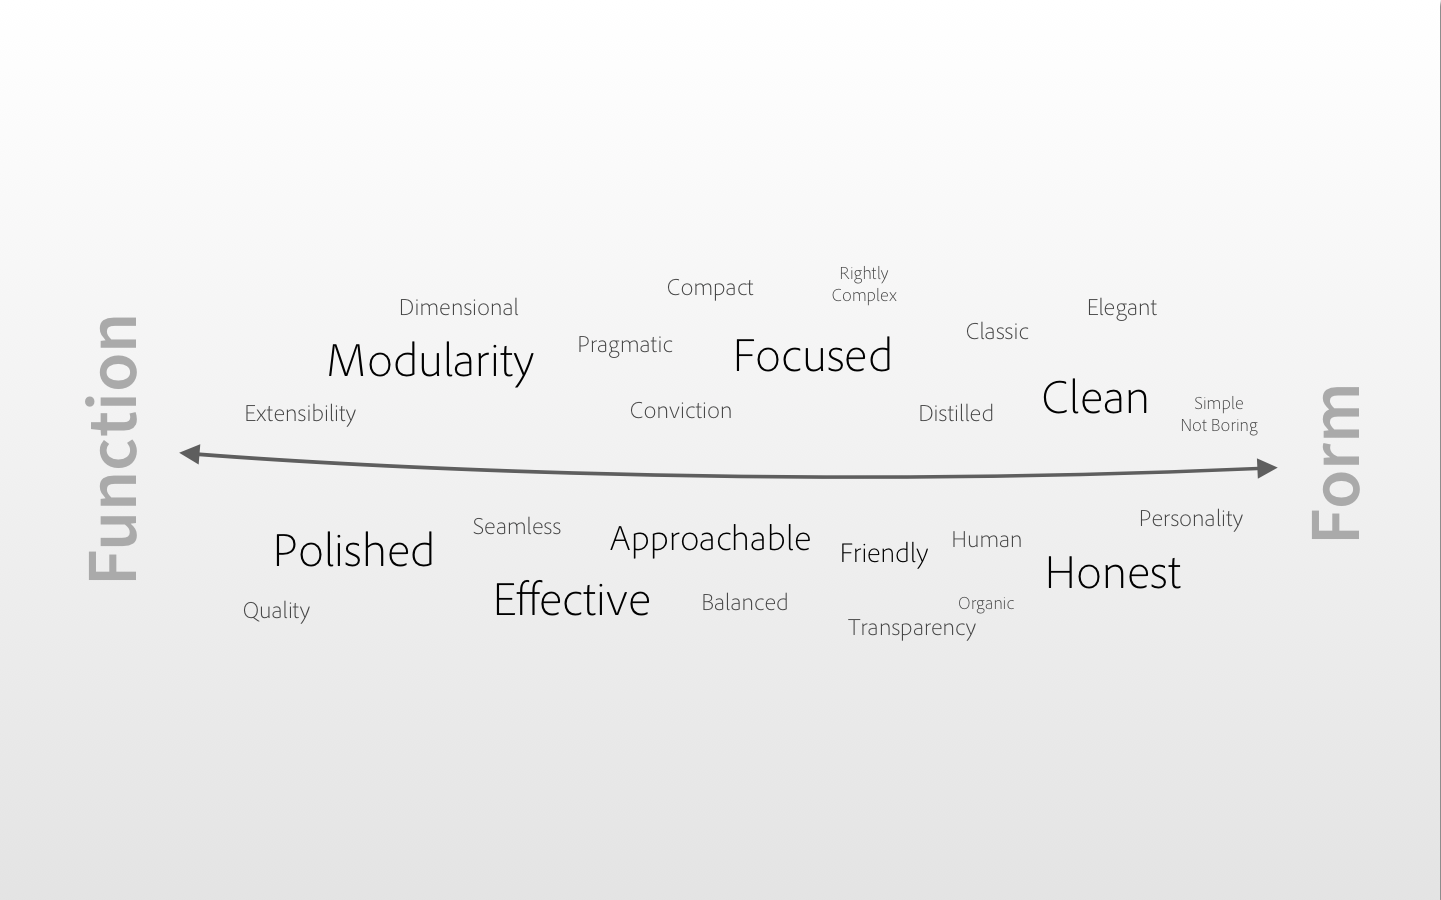 Function
Dimensional
Compact
Rightly
Complex
Elegant
Modularity
Pragmatic
Focused
Classic
Extensibility
Conviction
Distilled
Clean
Simple
Not Boring
Form
Polished
Seamless
Approachable
Friendly
Human
Personality
Quality
Effective
Balanced
Organic
Transparency
Honest